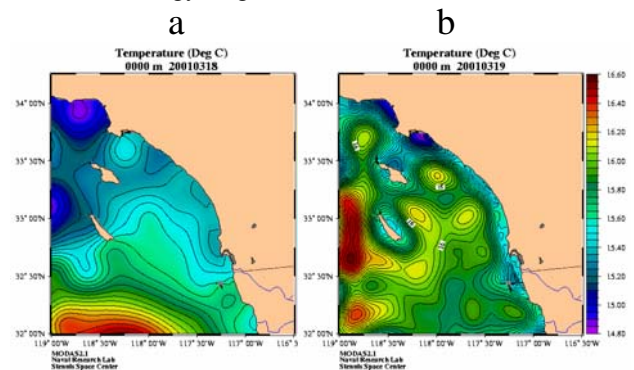 a
b
Temperature (Deg C)
0000 m 20010318
Temperature (Deg C)
0000 m 20010319
34° 00'N
33° 30'N
33° 00'N
32° 30'N
32° 00'N
119° 00'W
118° 30'W
118° 00'W
117° 30'W
117° 00'W
116° 3
34° 00'N
33° 30'N
33° 00'N
32° 30'N
32° 00'N
119° 00'W
118° 30'W
118° 00'W
117° 30'W
117° 00'W
116° 30'W
16.60
16.40
16.20
16.00
15.80
15.60
15.40
15.20
15.00
14.80
MODAS2.1
Naval Research Lab
Stennis Space Center
MODAS2.1
Naval Research Lab
Stennis Space Center